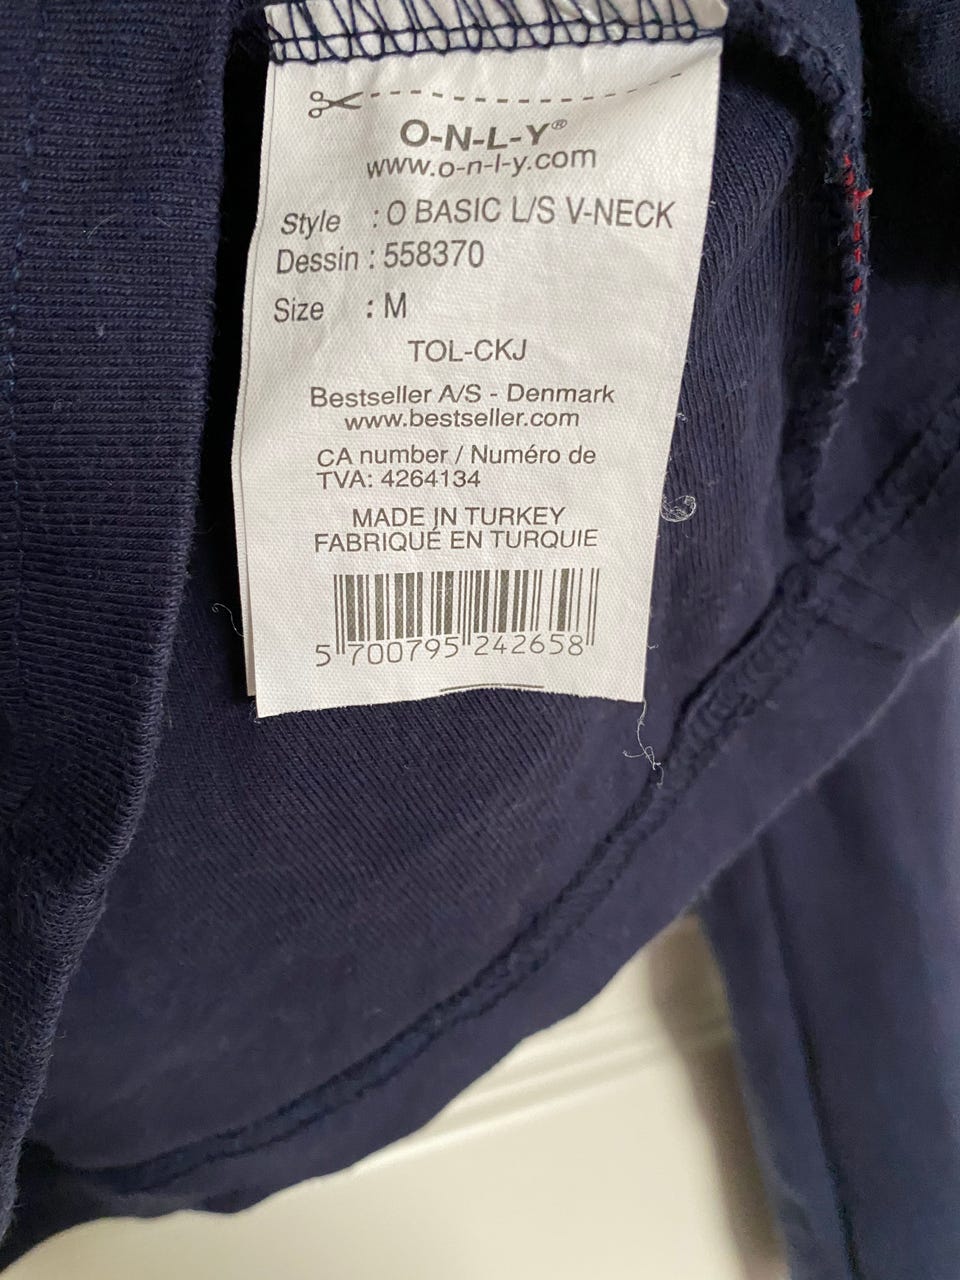 O-N-L-Y®
www.o-n-l-y.com
Style : O BASIC L/S V-NECK
Dessin : 558370
Size : M
TOL-CKJ
Bestseller A/S - Denmark
www.bestseller.com
CA number / Numéro de
TVA: 4264134
MADE IN TURKEY
FABRIQUÉ EN TURQUIE
5 700795 242658